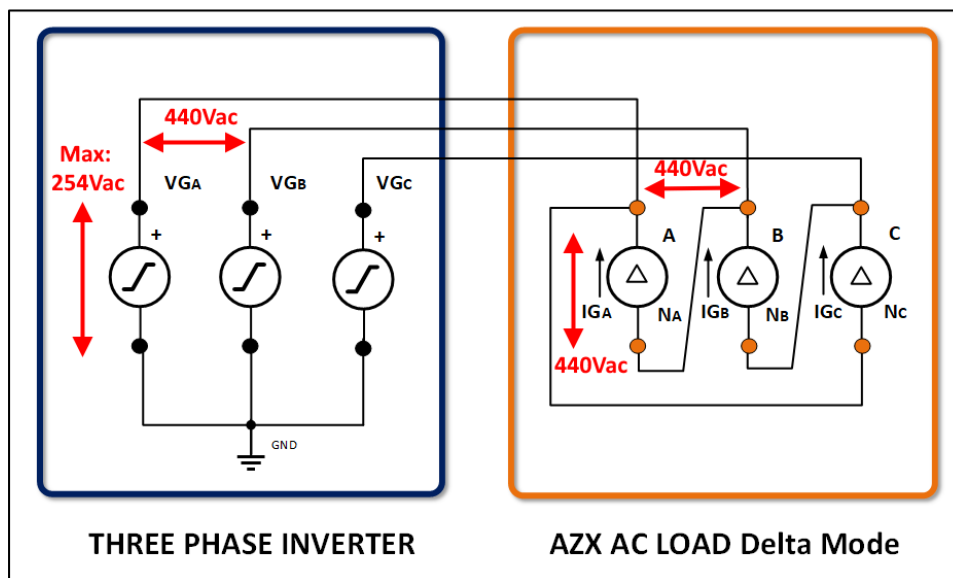 440Vac
Max:
254Vac
VGA
VGB
VGC
+
+
+
GND
THREE PHASE INVERTER
440Vac
A
B
C
IGA
NA
IGB
NB
IGC
NC
440Vac
AZX AC LOAD Delta Mode